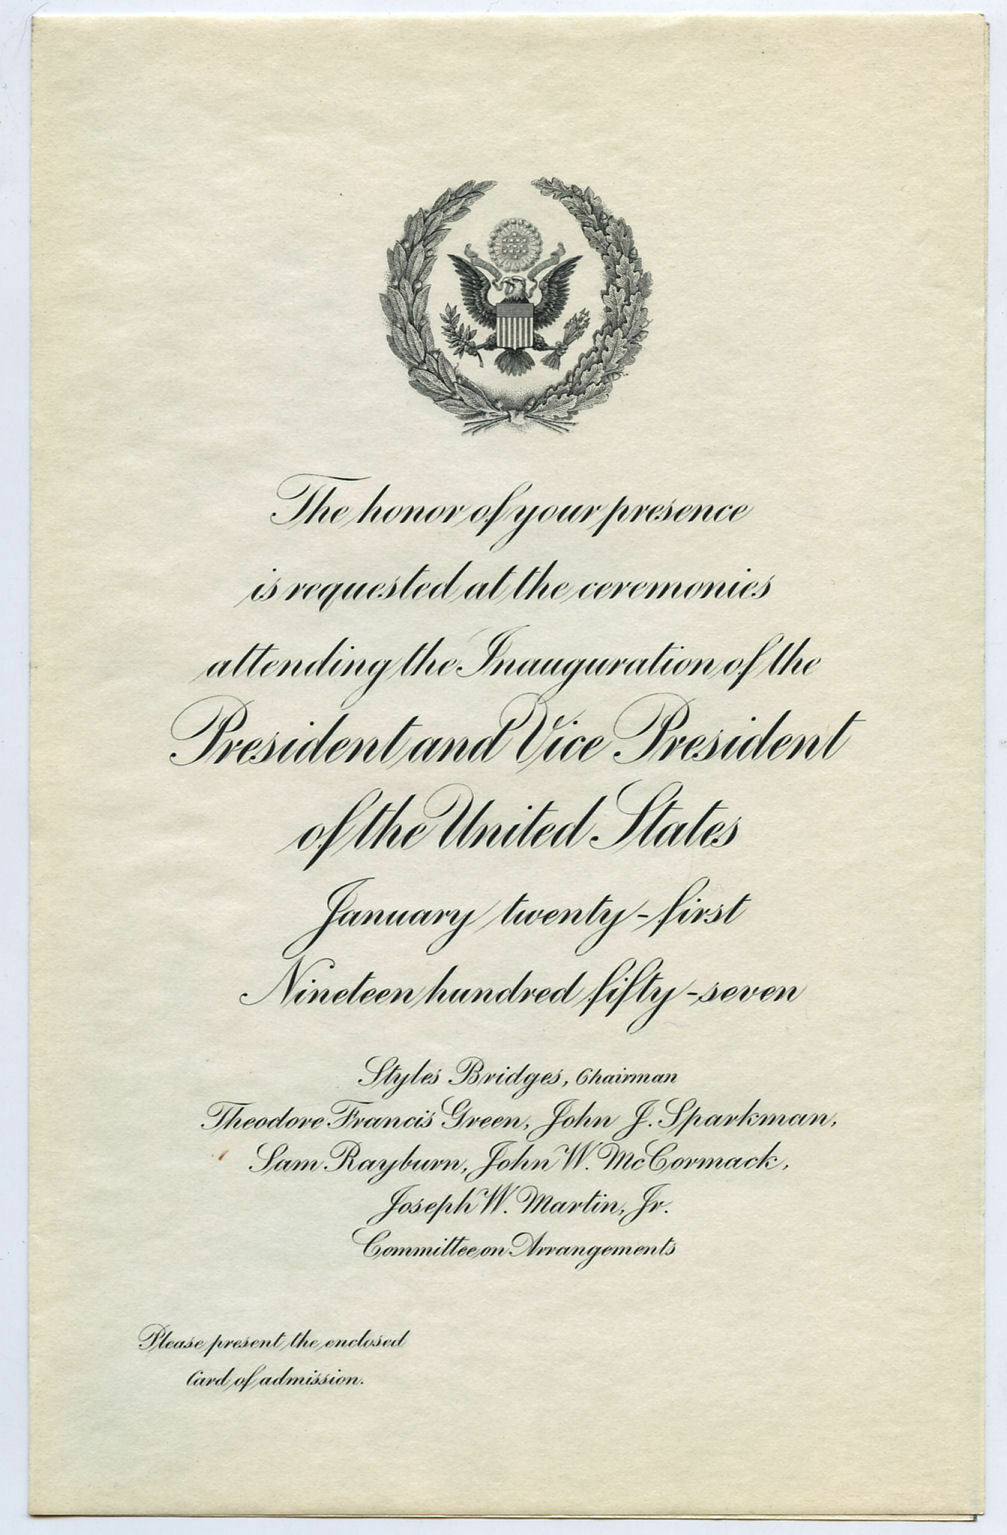 The honor of your presence
is requested at the ceremonies
attending the Inauguration of the
President and Vice President
of the United States
January twenty-first
Nineteen hundred fifty-seven
Styles Bridges, Chairman
Theodore Francis Green, John J. Sparkman,
Sam Rayburn, John W. McCormack,
Joseph W. Martin, Jr.
Committee on Arrangements
Please present the enclosed
Card of admission.